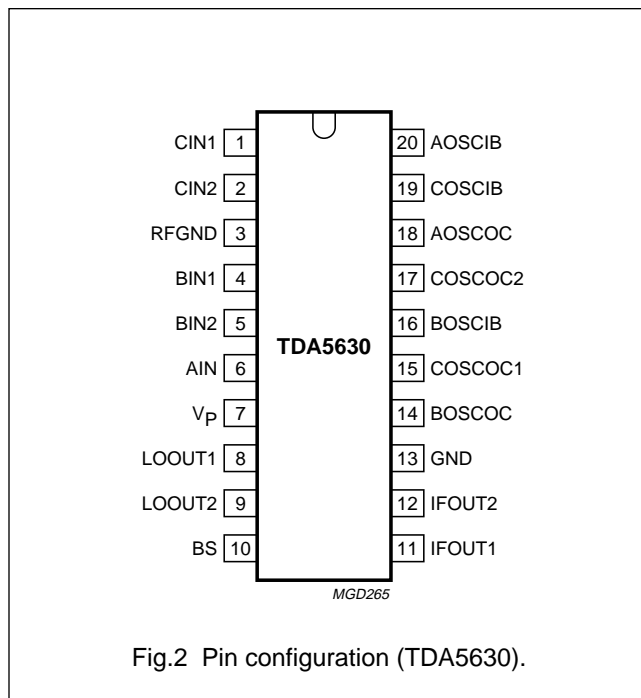 CIN1 1
20 AOSCIB
CIN2 2
19 COSCIB
RFGND 3
18 AOSCOC
BIN1 4
17 COSCOC2
BIN2 5
16 BOSCIB
TDA5630
AIN 6
15 COSCOC1
VP 7
14 BOSCOC
LOOUT1 8
13 GND
LOOUT2 9
12 IFOUT2
BS 10
11 IFOUT1
MGD265
Fig.2 Pin configuration (TDA5630).